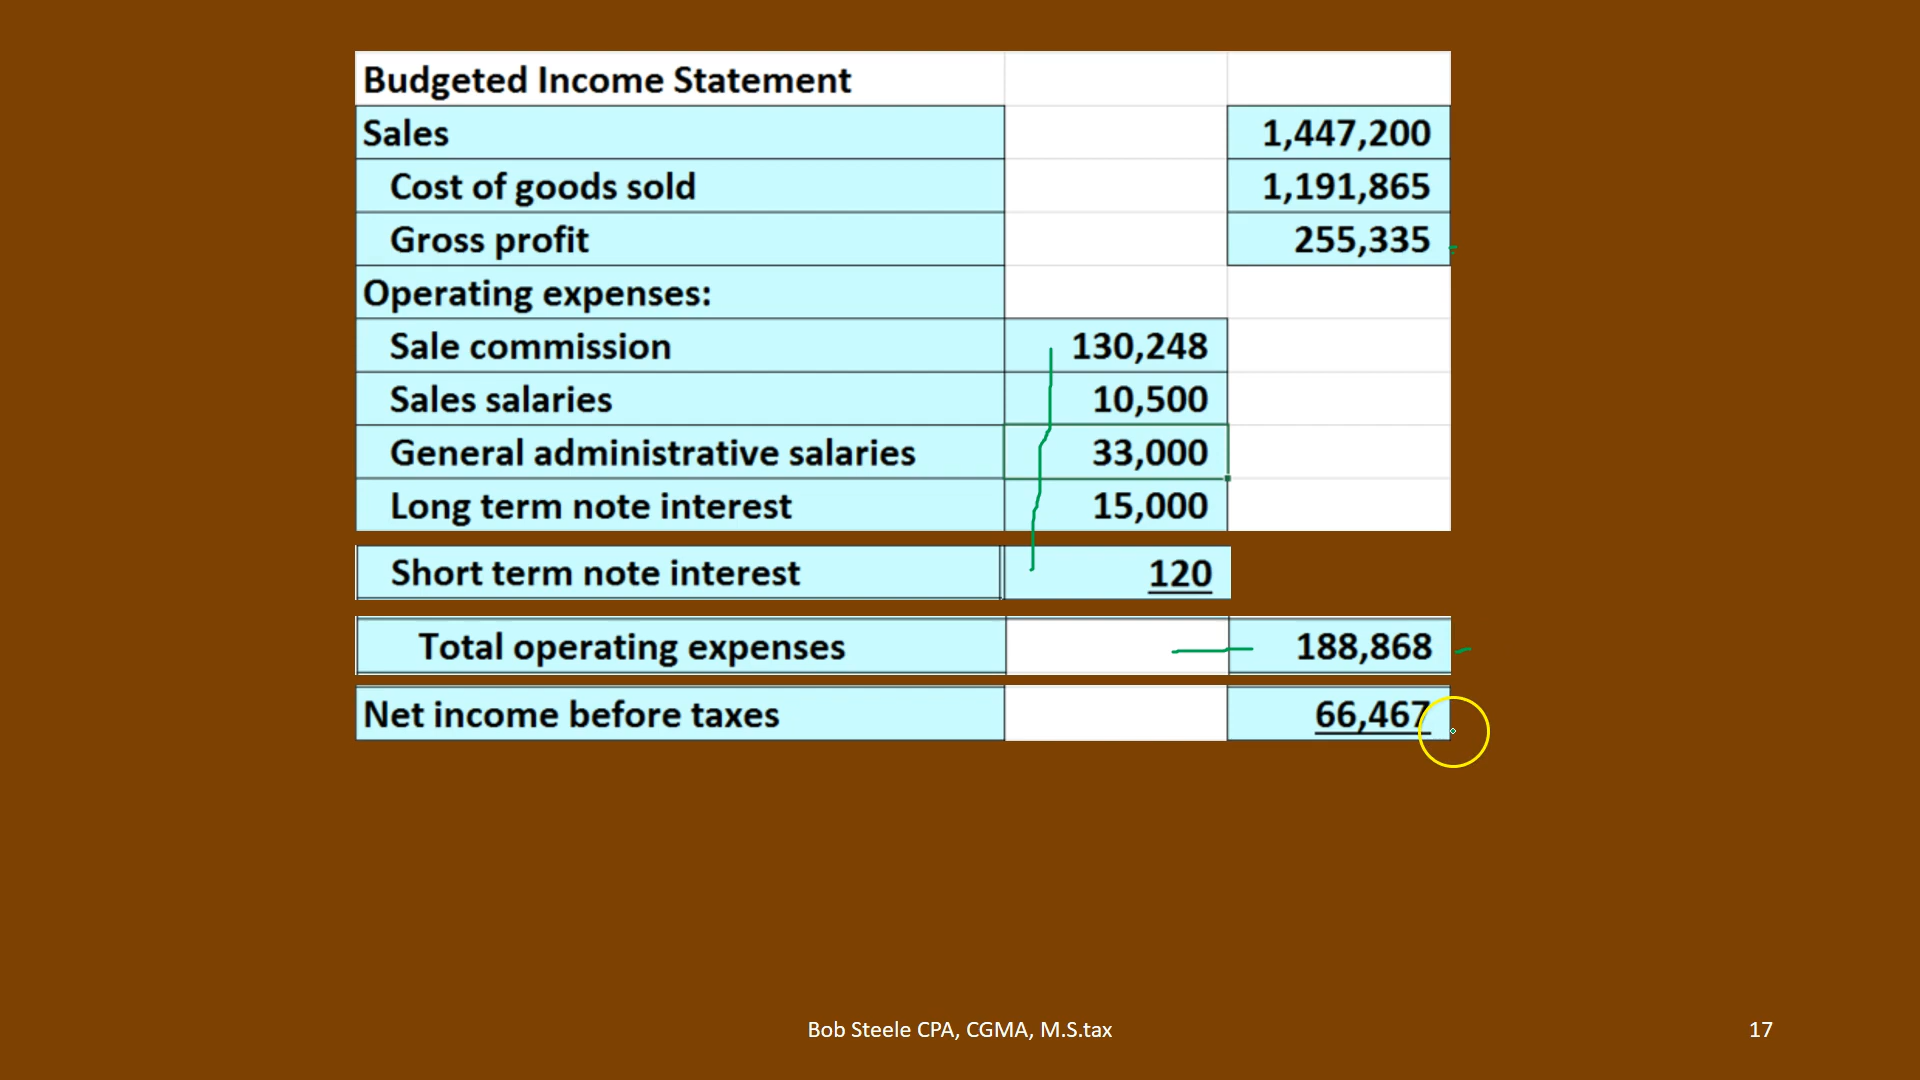 Budgeted Income Statement
Sales 1,447,200
Cost of goods sold 1,191,865
Gross profit 255,335
Operating expenses:
Sale commission 130,248
Sales salaries 10,500
General administrative salaries 33,000
Long term note interest 15,000
Short term note interest 120
Total operating expenses 188,868
Net income before taxes 66,467
Bob Steele CPA, CGMA, M.S.tax 17